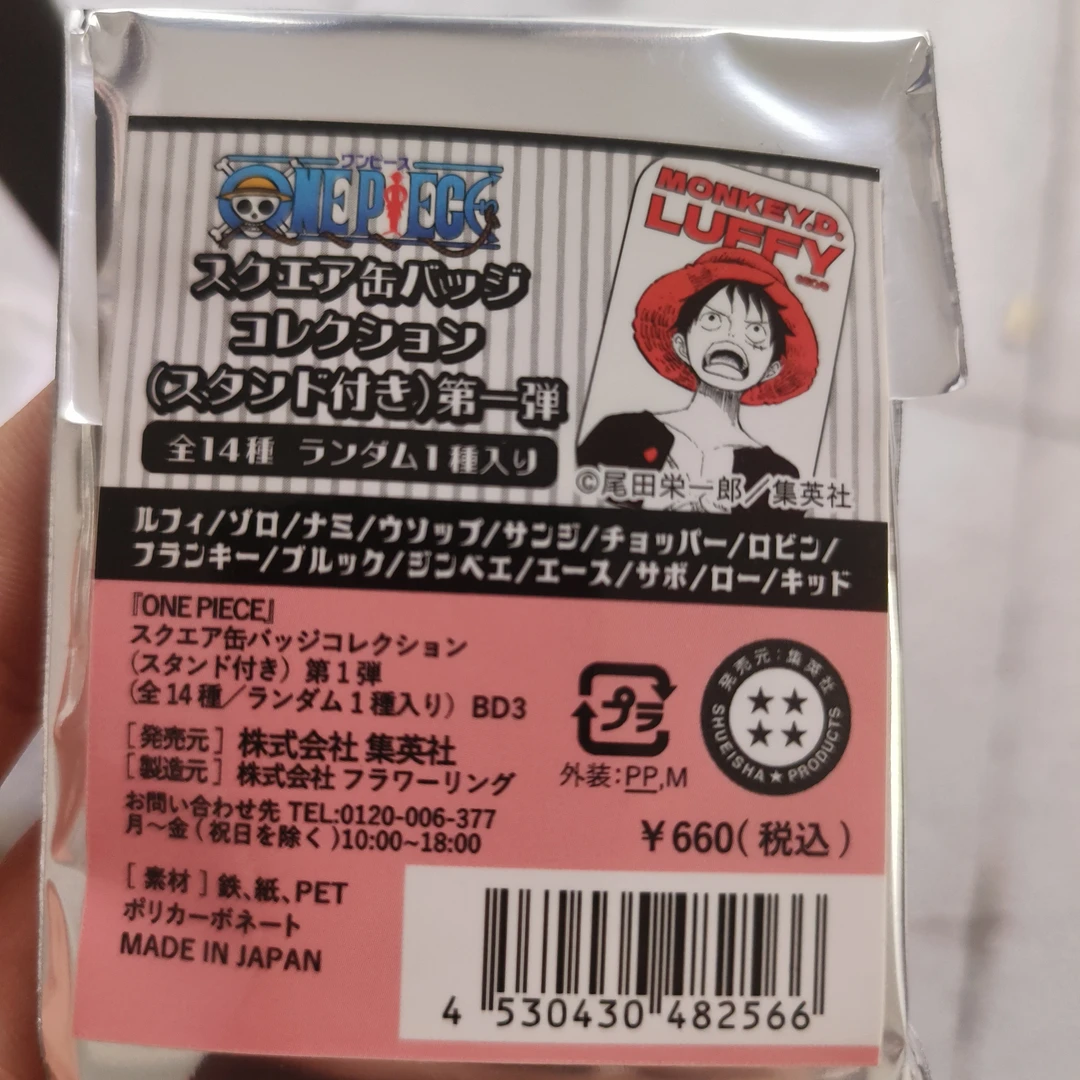 ワンピース
ONE PIECE
スクエア缶バッジ
コレクション
(スタンド付き)第一弾
全14種 ランダム1種入り
MONKEY.D.
LUFFY
©尾田栄一郎／集英社
ルフィ/ゾロ/ナミ/ウソップ/サンジ/チョッパー/ロビン/
フランキー/ブルック/ジンベエ/エース/サボ/ロー/キッド
『ONE PIECE』
スクエア缶バッジコレクション
(スタンド付き) 第1弾
(全14種／ランダム1種入り) BD3
[発売元] 株式会社 集英社
[製造元] 株式会社 フラワーリング
お問い合わせ先 TEL:0120-006-377
月～金(祝日を除く)10:00~18:00
[素材] 鉄、紙、PET
ポリカーボネート
MADE IN JAPAN
プラ
外装:PP,M
発売元:集英社
SHUEISHA★PRODUCTS
￥660(税込)
4 530430 482566